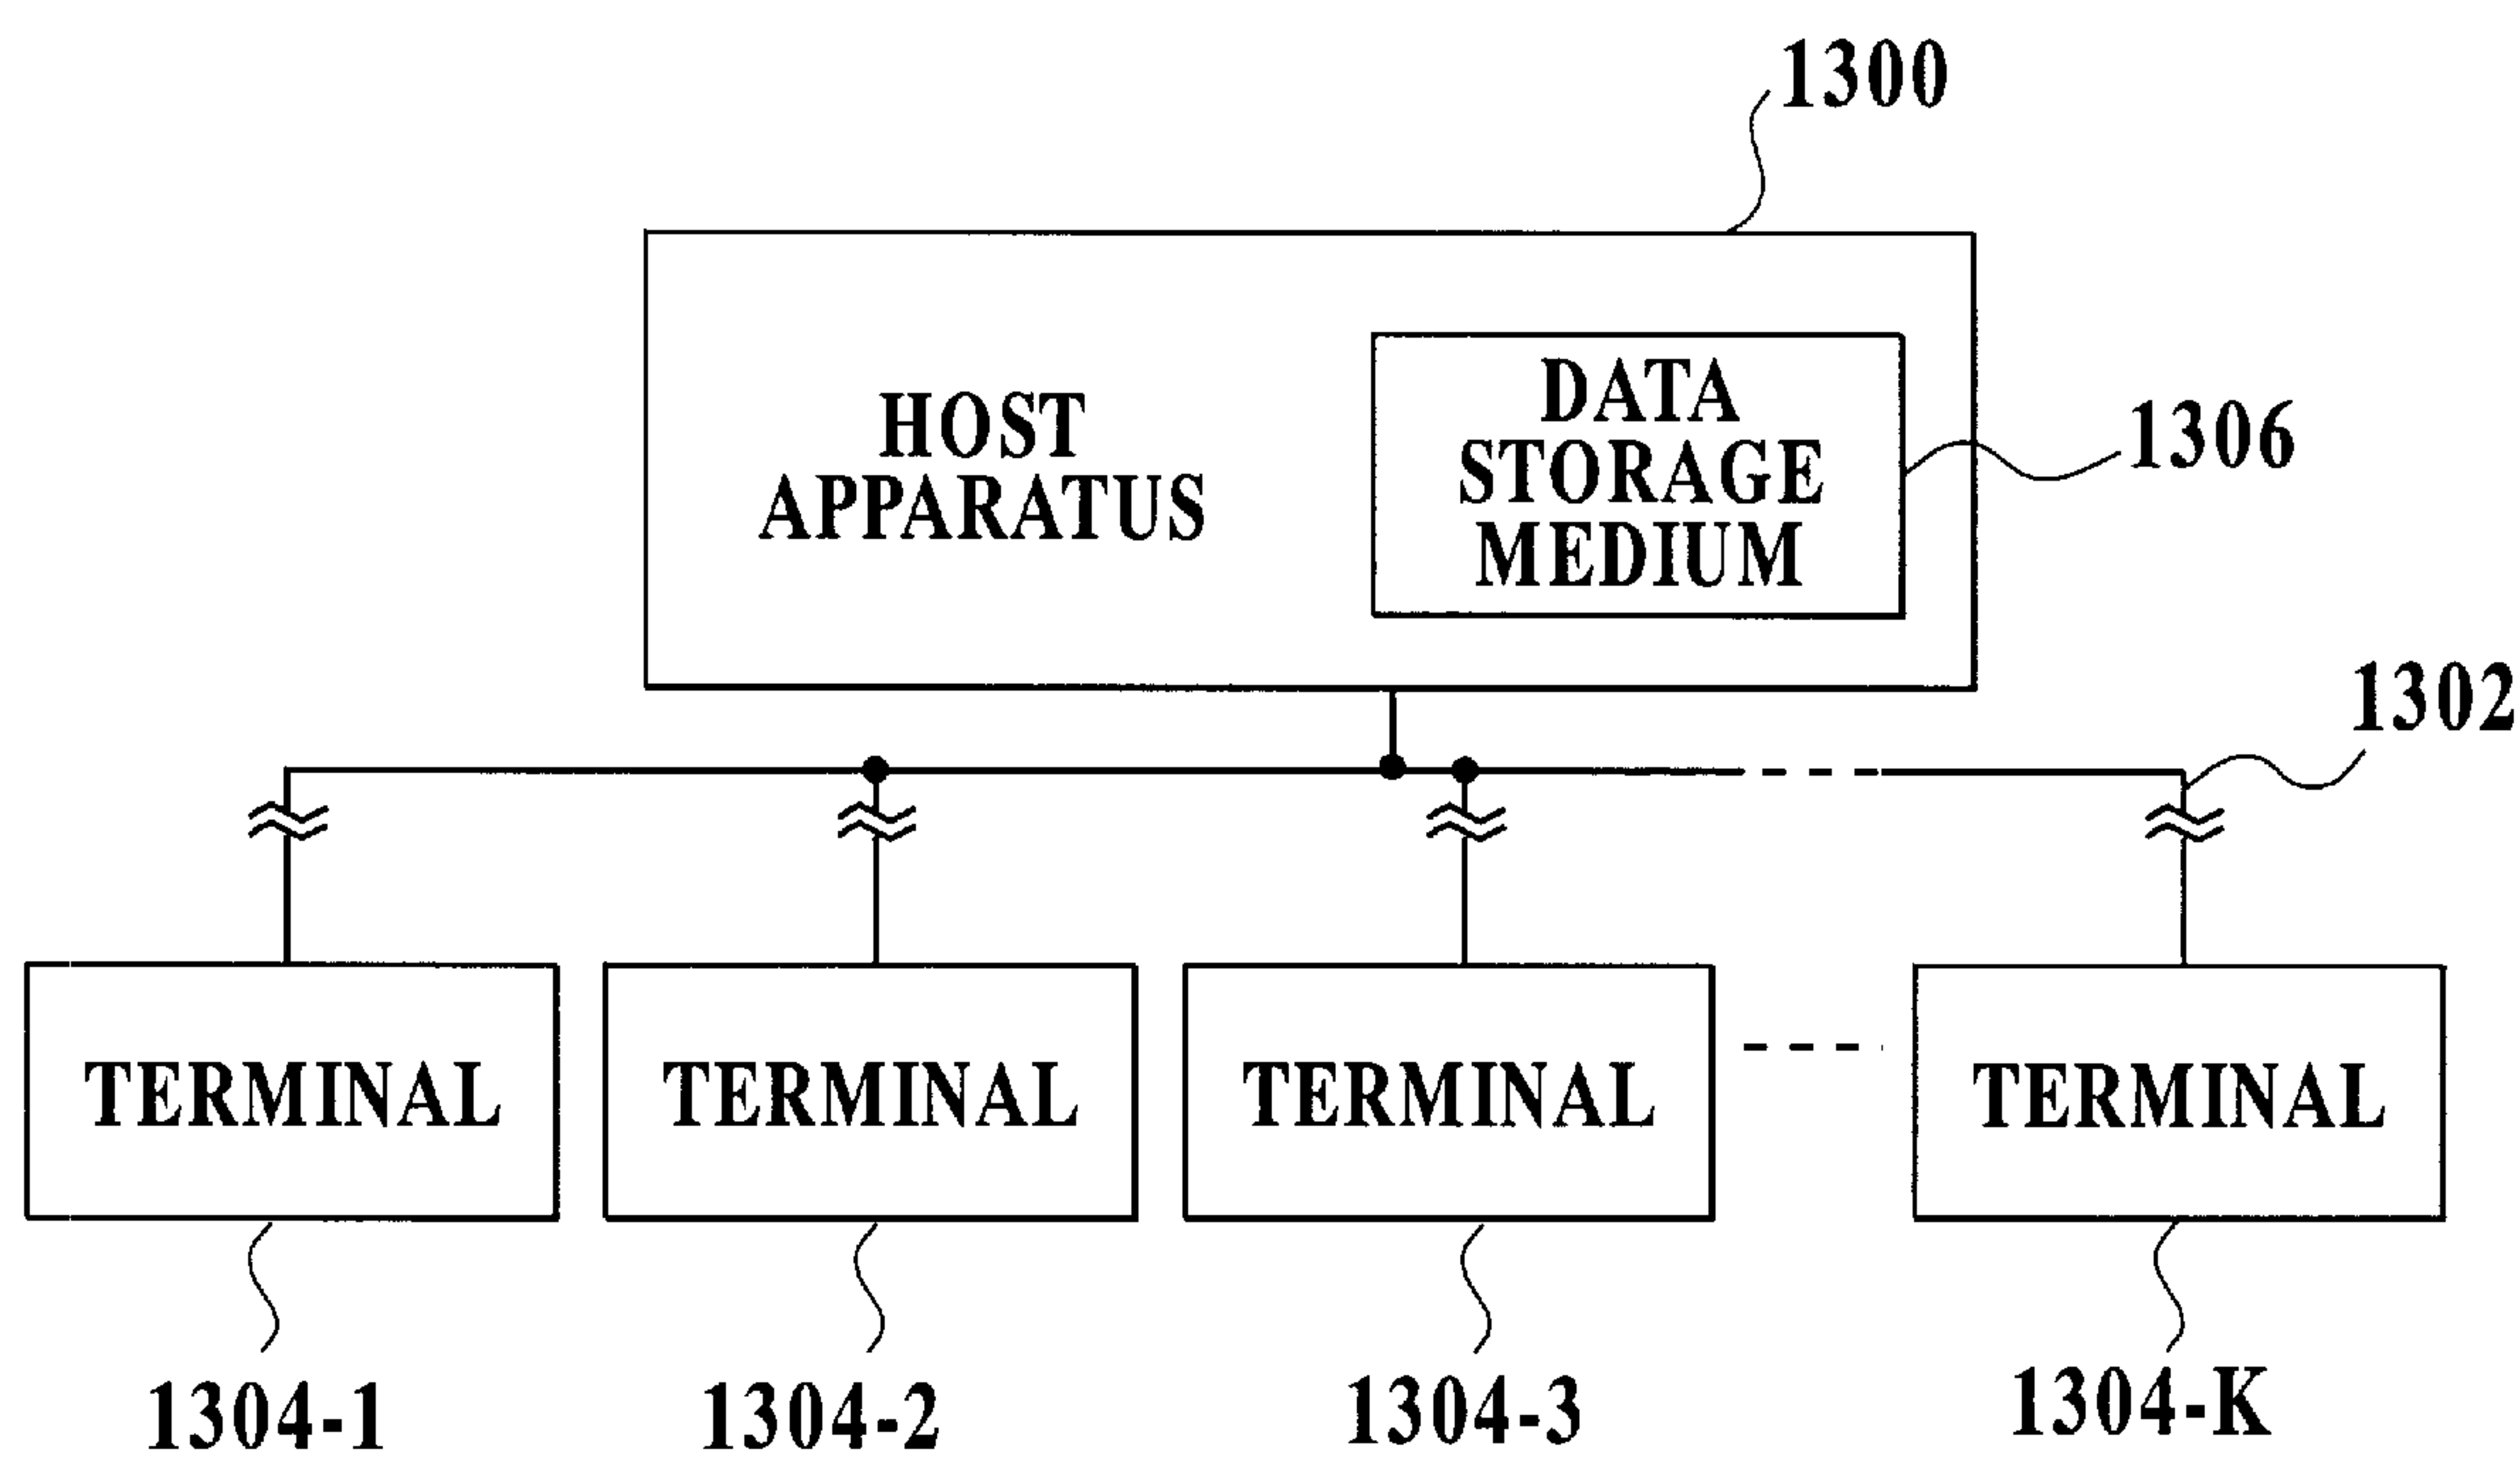 1300
HOST
APPARATUS
DATA
STORAGE
MEDIUM
1306
1302
TERMINAL
TERMINAL
TERMINAL
TERMINAL
1304-1
1304-2
1304-3
1304-K